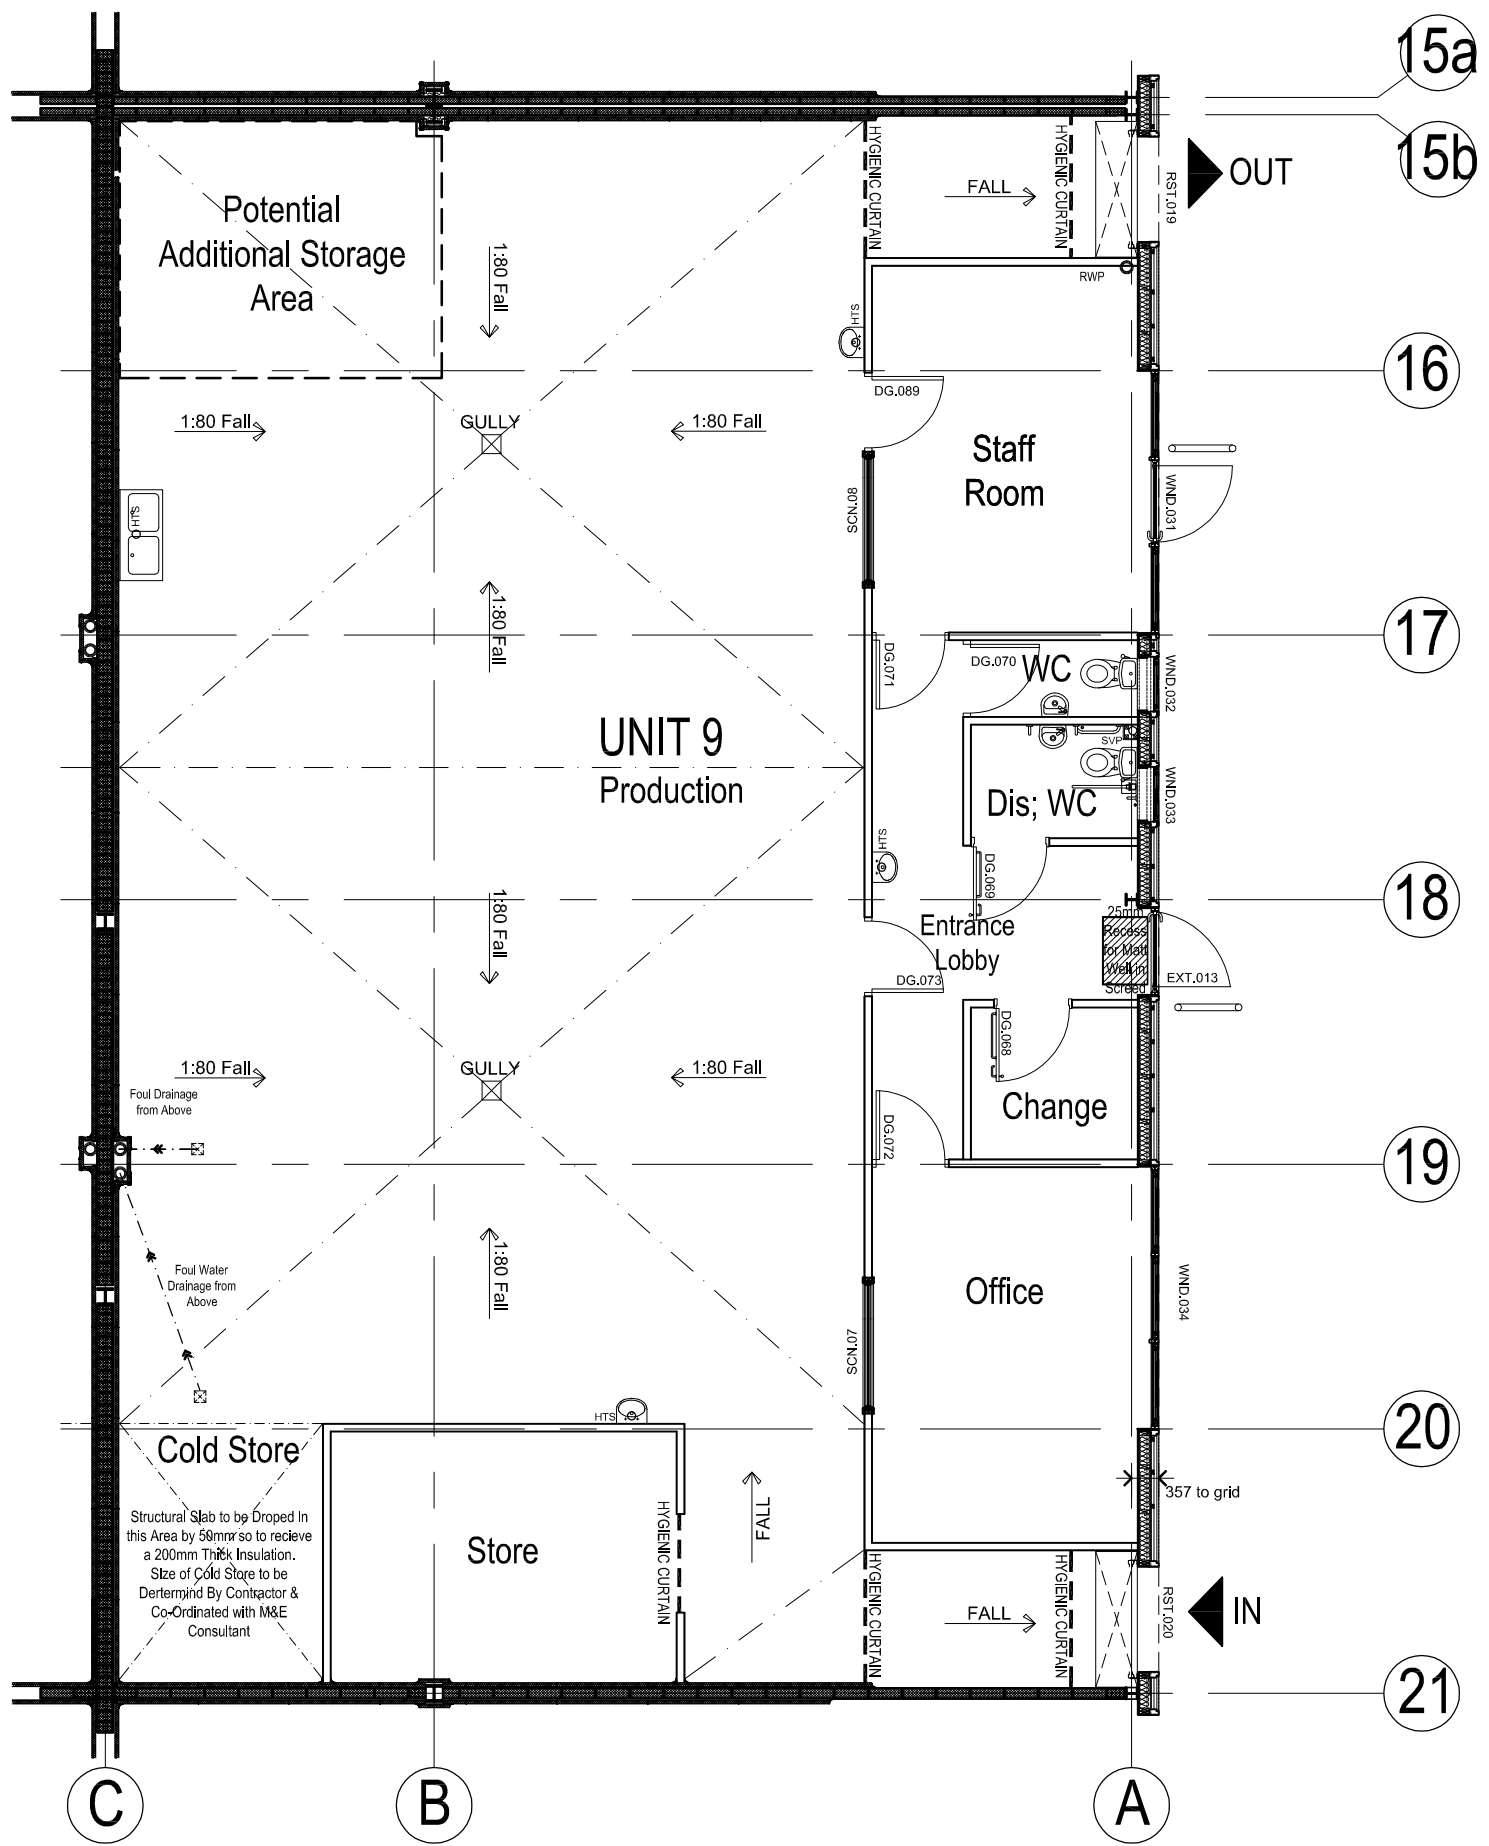 15a
15b
OUT
RST.019
HYGIENIC CURTAIN
FALL
HYGIENIC CURTAIN
Potential
Additional Storage
Area
1:80 Fall
RWP
HTS
16
DG.089
1:80 Fall
GULLY
1:80 Fall
Staff
Room
SCN.08
WND.031
HTS
1:80 Fall
17
DG.071
DG.070
WC
WND.032
UNIT 9
Production
SVP
Dis; WC
WND.033
HTS
DG.069
18
1:80 Fall
Entrance
Lobby
25mm
Recess
for Matt
Well in
Screed
DG.073
EXT.013
DG.068
1:80 Fall
GULLY
1:80 Fall
Foul Drainage
from Above
Change
DG.072
19
1:80 Fall
Foul Water
Drainage from
Above
Office
WND.034
SCN.07
HTS
20
Cold Store
357 to grid
Structural Slab to be Droped In
this Area by 50mm so to recieve
a 200mm Thick Insulation.
Size of Cold Store to be
Dertermind By Contractor &
Co-Ordinated with M&E
Consultant
Store
HYGIENIC CURTAIN
FALL
HYGIENIC CURTAIN
FALL
HYGIENIC CURTAIN
RST.020
IN
21
C
B
A